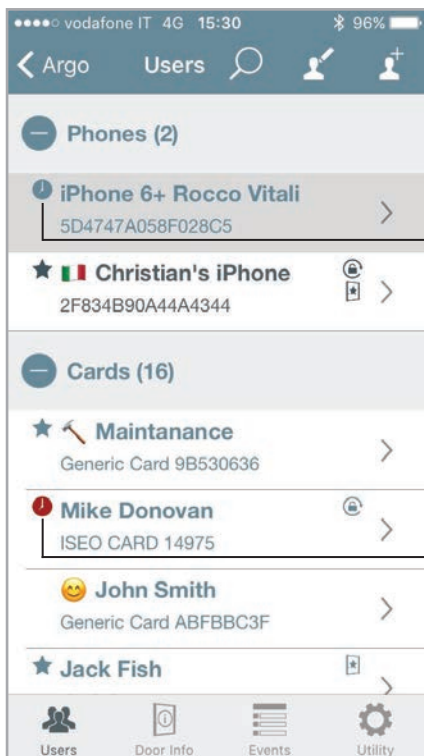 vodafone IT 4G 15:30 96%
Argo Users
Phones (2)
iPhone 6+ Rocco Vitali
5D4747A058F028C5
Christian's iPhone
2F834B90A44A4344
Cards (16)
Maintanance
Generic Card 9B530636
Mike Donovan
ISEO CARD 14975
John Smith
Generic Card ABFBBC3F
Jack Fish
Users Door Info Events Utility